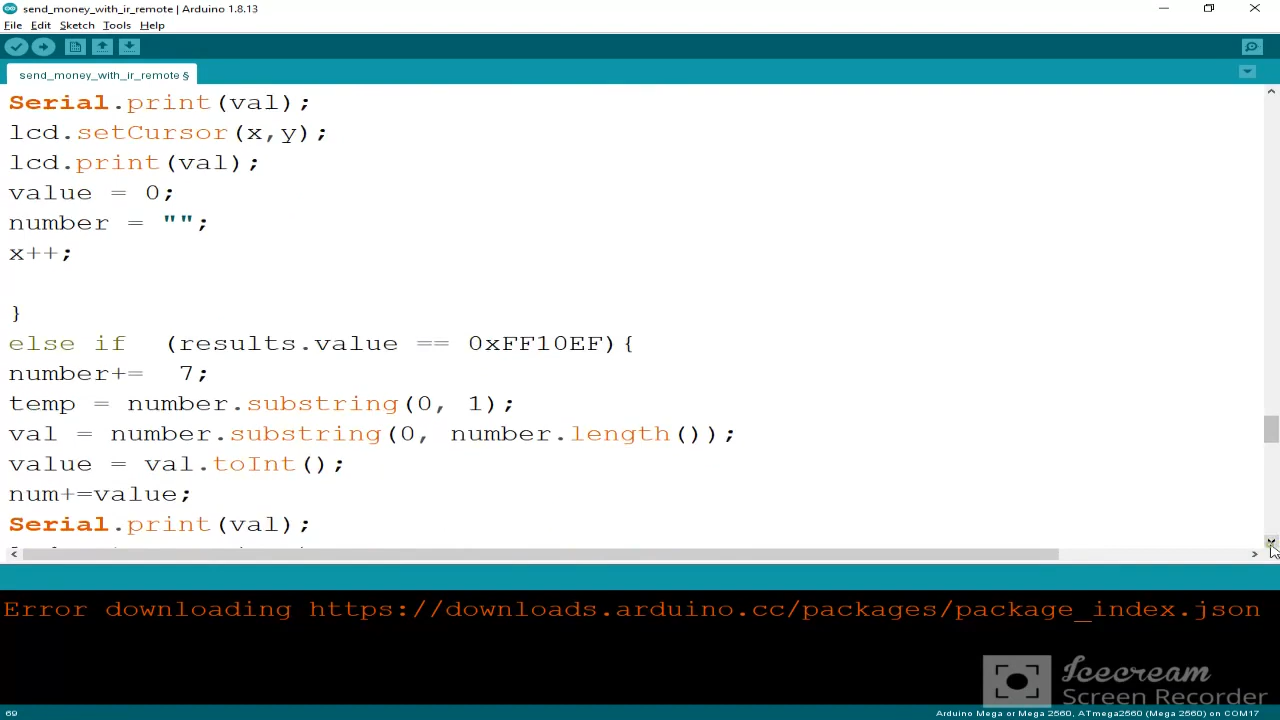 send_money_with_ir_remote | Arduino 1.8.13
File Edit Sketch Tools Help
send_money_with_ir_remote §
Serial.print(val);
lcd.setCursor(x,y);
lcd.print(val);
value = 0;
number = "";
x++;
}
else if  (results.value == 0xFF10EF){
number+=  7;
temp = number.substring(0, 1);
val = number.substring(0, number.length());
value = val.toInt();
num+=value;
Serial.print(val);
Error downloading https://downloads.arduino.cc/packages/package_index.json
Icecream
Screen Recorder
69
Arduino Mega or Mega 2560, ATmega2560 (Mega 2560) on COM17